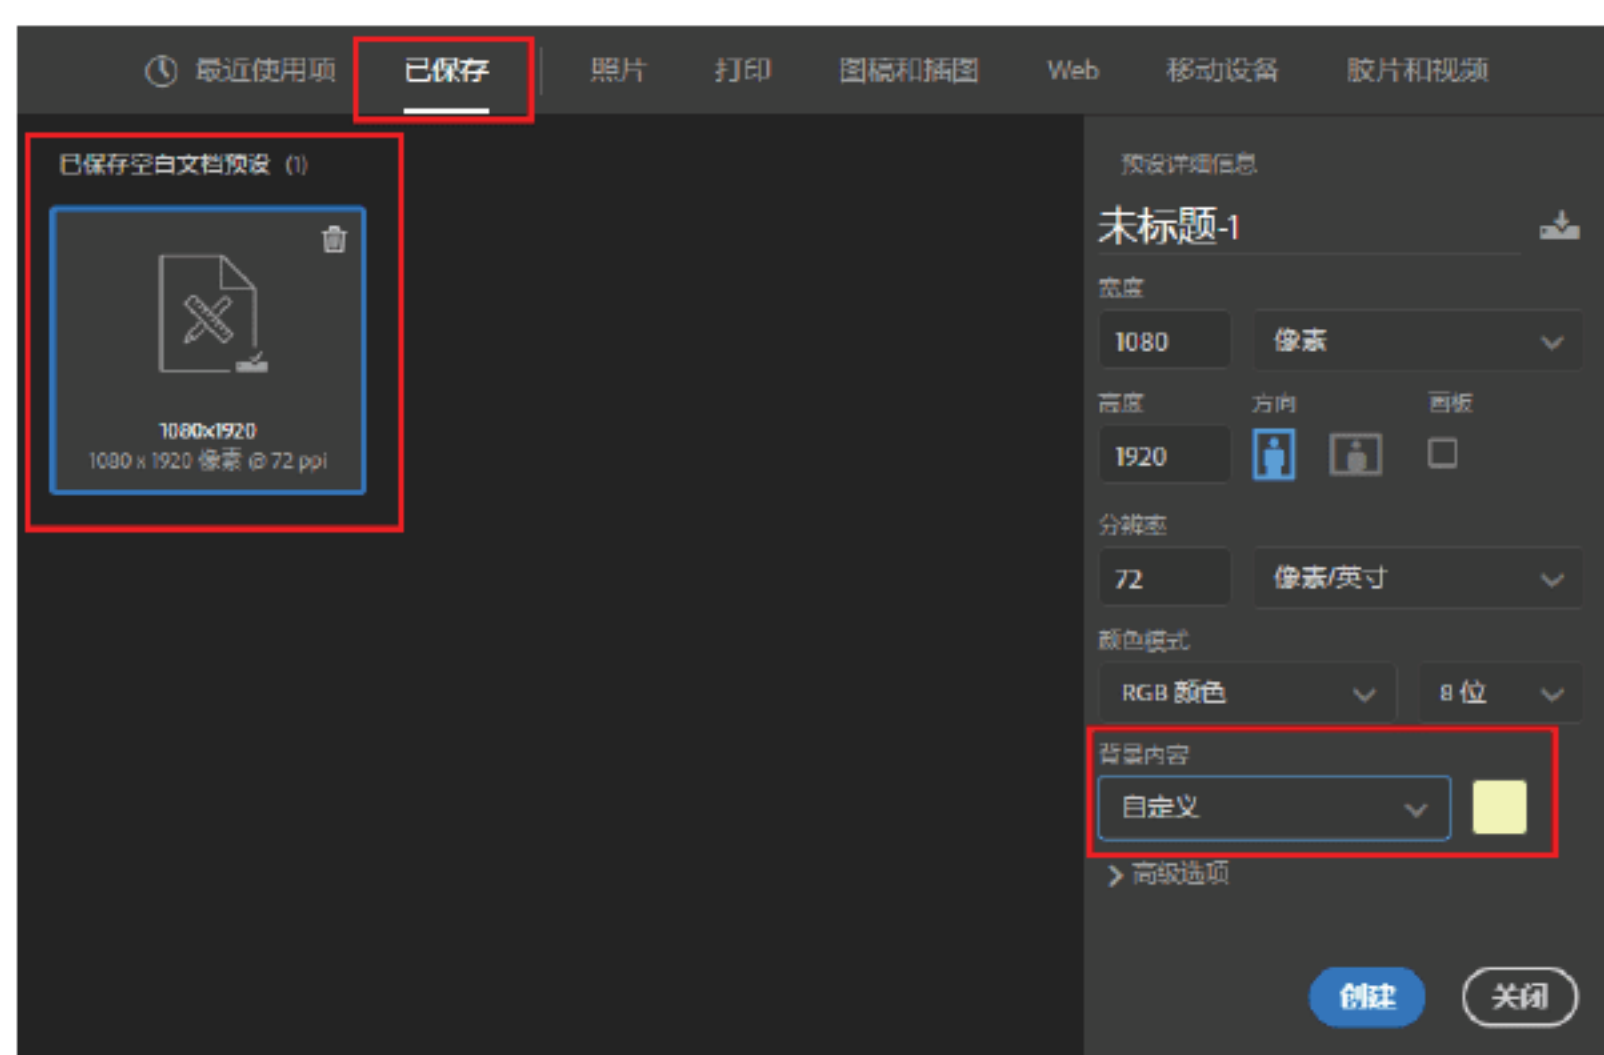 最近使用项 已保存 照片 打印 图稿和插图 Web 移动设备 胶片和视频
已保存空白文档预设 (1)
1080x1920
1080 x 1920 像素 @ 72 ppi
预设详细信息
未标题-1
宽度
1080 像素
高度 方向 画板
1920
分辨率
72 像素/英寸
颜色模式
RGB 颜色 8 位
背景内容
自定义
高级选项
创建 关闭